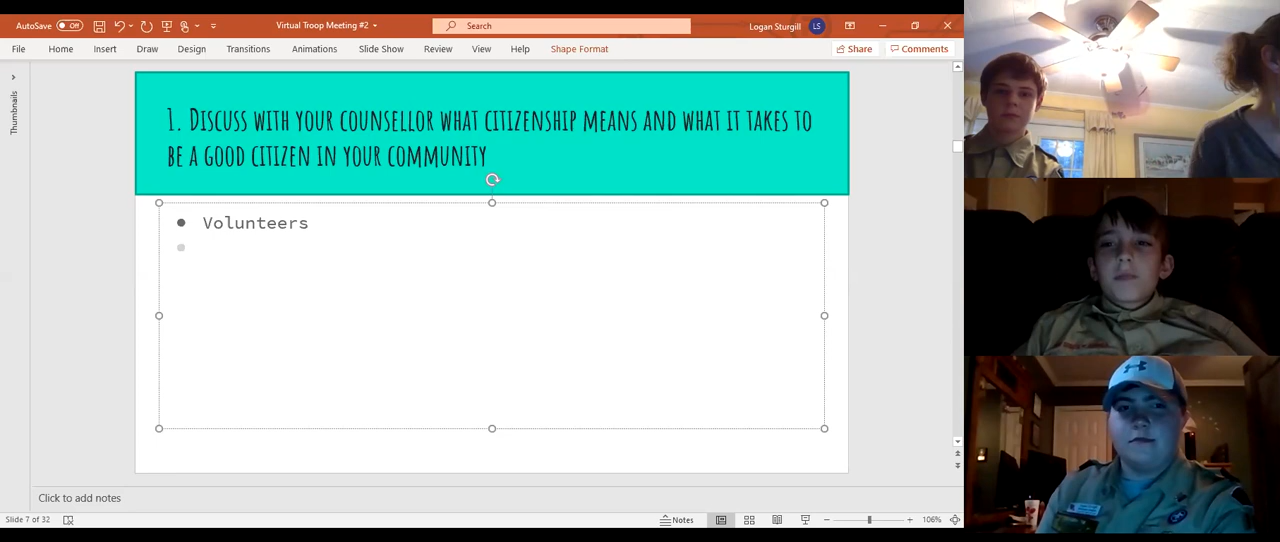 AutoSave Off Virtual Troop Meeting #2 Search Logan Sturgill LS
File Home Insert Draw Design Transitions Animations Slide Show Review View Help Shape Format Share Comments
Thumbnails
1. Discuss with your counsellor what citizenship means and what it takes to
be a good citizen in your community
Volunteers
Click to add notes
Slide 7 of 32 Notes 106%